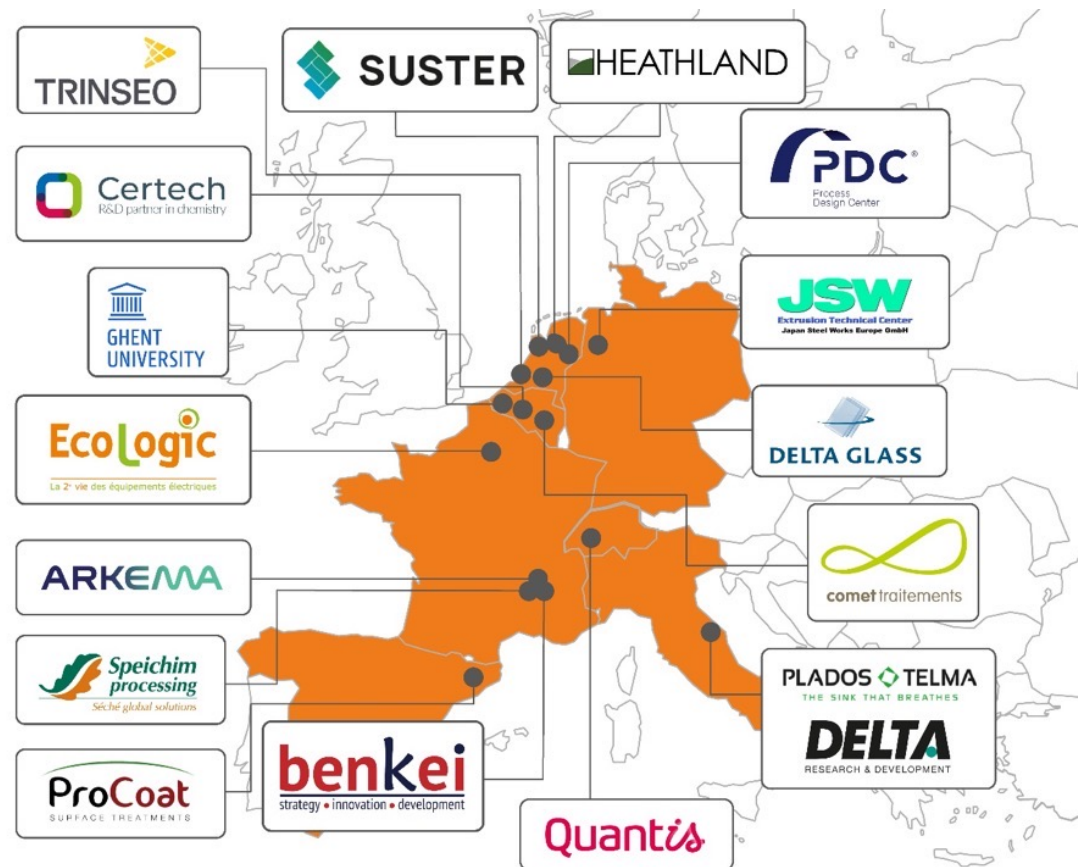 TRINSEO
SUSTER
HEATHLAND
Certech
R&D partner in chemistry
PDC®
Process
Design Center
GHENT
UNIVERSITY
JSW
Extrusion Technical Center
Japan Steel Works Europe GmbH
EcoLogic
La 2e vie des équipements électriques
DELTA GLASS
ARKEMA
comet traitements
Speichim
processing
Séché global solutions
PLADOS TELMA
THE SINK THAT BREATHES
DELTA
RESEARCH & DEVELOPMENT
ProCoat
SURFACE TREATMENTS
benkei
strategy • innovation • development
Quantis